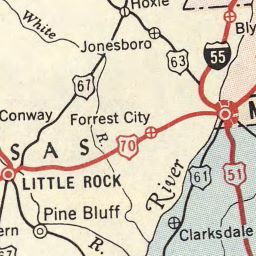 Hoxie
White
Jonesboro
Bly
55
63
67
Conway
Forrest City
M
R.
SAS
70
LITTLE ROCK
River
61
51
Pine Bluff
ern
R.
Clarksdale